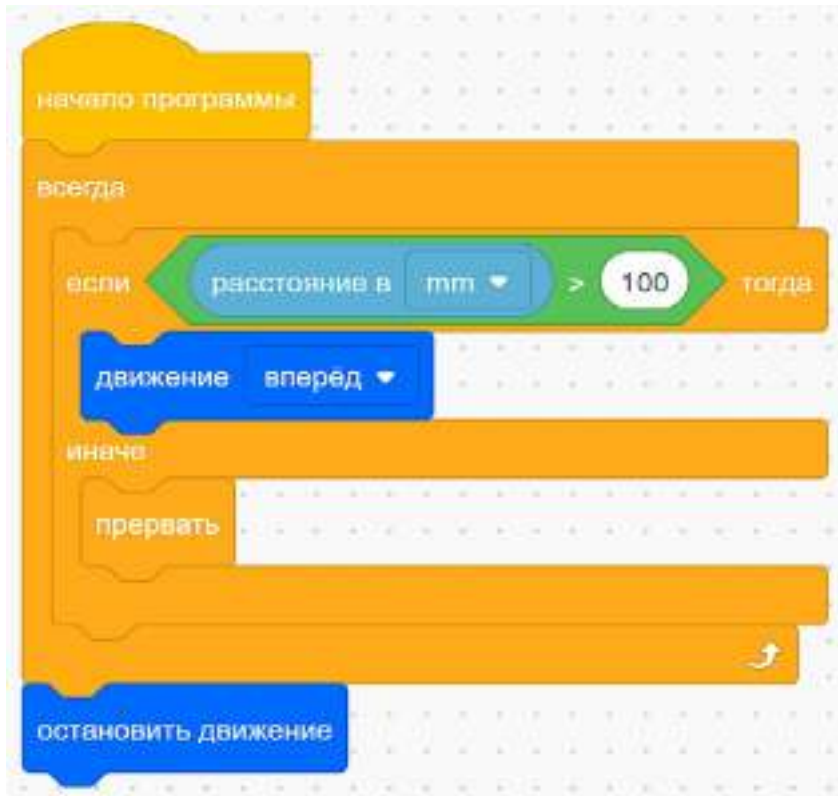 начало программы
всегда
если расстояние в mm > 100 тогда
движение вперёд
иначе
прервать
остановить движение